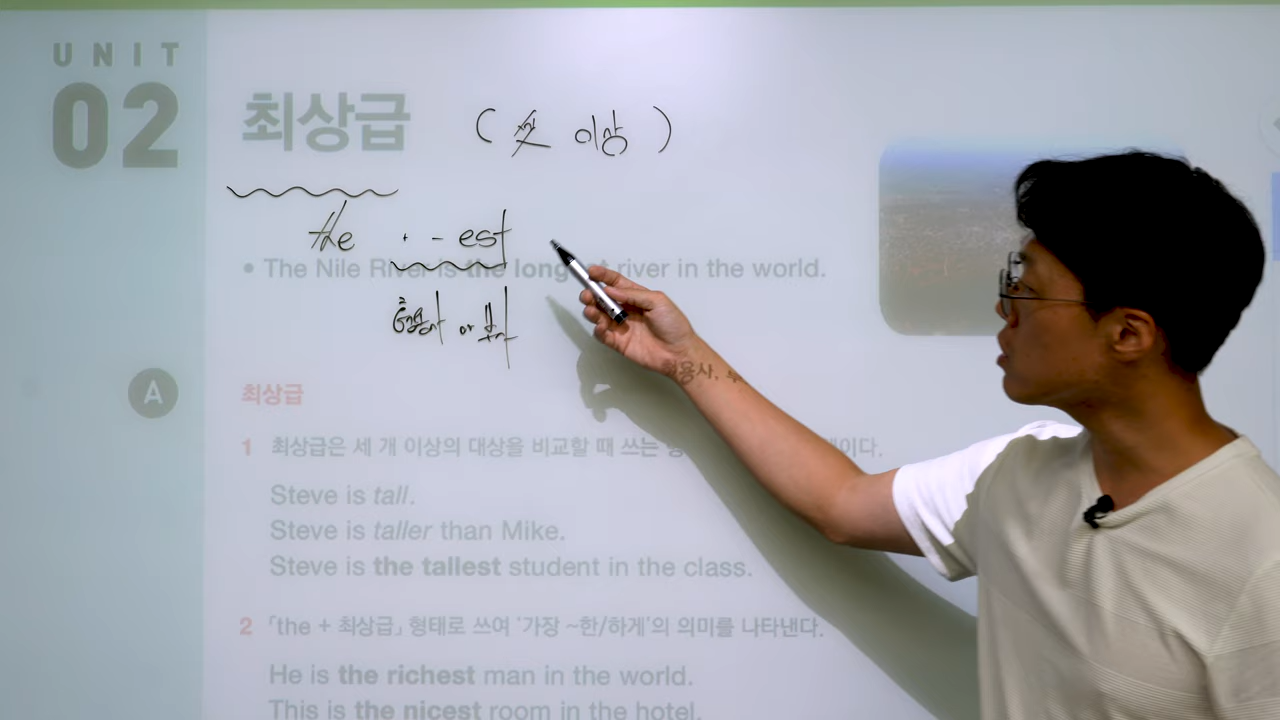 UNIT
02 최상급 ( 셋 이상 )
the + - est
• The Nile River is the longest river in the world.
형용사 or 부사
형용사, 부
A 최상급
1 최상급은 세 개 이상의 대상을 비교할 때 쓰는
이다.
Steve is tall.
Steve is taller than Mike.
Steve is the tallest student in the class.
2 「the + 최상급」 형태로 쓰여 '가장 ~한/하게'의 의미를 나타낸다.
He is the richest man in the world.
This is the nicest room in the hotel.